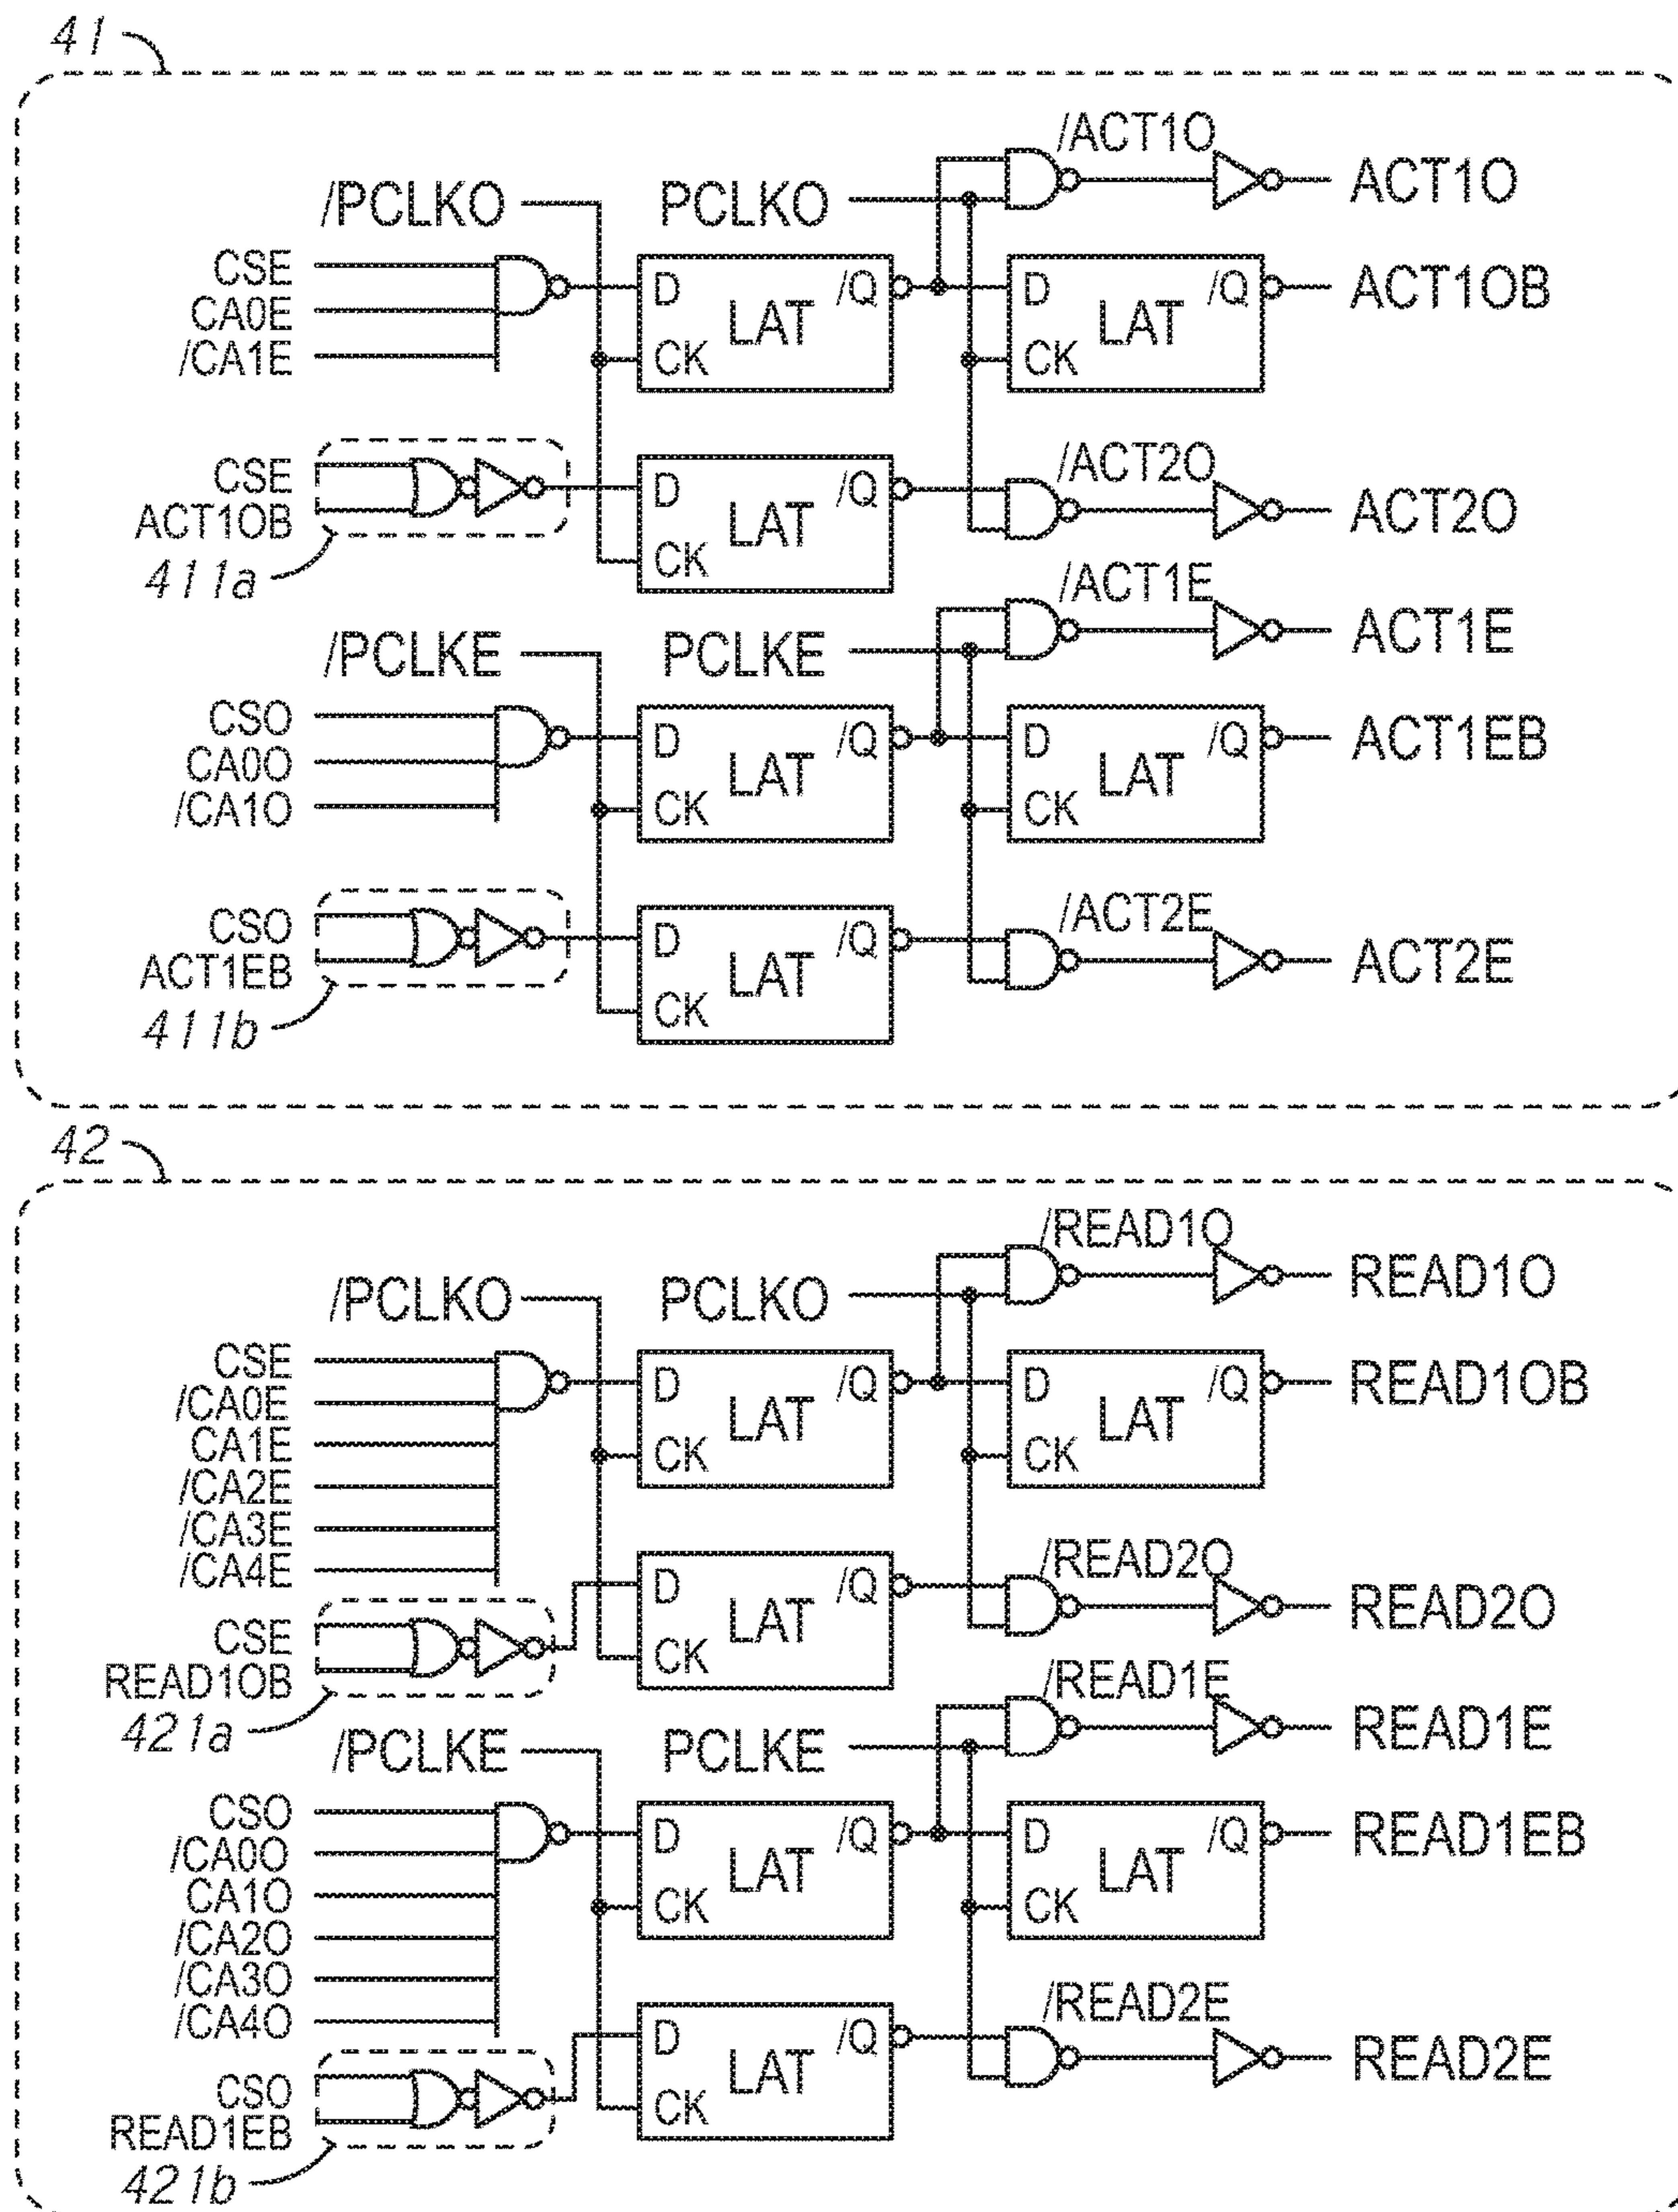 41
/ACT1O
ACT1O
/PCLKO
PCLKO
CSE
CA0E
/CA1E
D
CK
LAT
/Q
D
CK
LAT
/Q
ACT1OB
CSE
ACT1OB
411a
D
CK
LAT
/Q
/ACT2O
ACT2O
/ACT1E
ACT1E
/PCLKE
PCLKE
CSO
CA0O
/CA1O
D
CK
LAT
/Q
D
CK
LAT
/Q
ACT1EB
CSO
ACT1EB
411b
D
CK
LAT
/Q
/ACT2E
ACT2E
42
/READ1O
READ1O
/PCLKO
PCLKO
CSE
/CA0E
CA1E
/CA2E
/CA3E
/CA4E
D
CK
LAT
/Q
D
CK
LAT
/Q
READ1OB
CSE
READ1OB
421a
D
CK
LAT
/Q
/READ2O
READ2O
/READ1E
READ1E
/PCLKE
PCLKE
CSO
/CA0O
CA1O
/CA2O
/CA3O
/CA4O
D
CK
LAT
/Q
D
CK
LAT
/Q
READ1EB
CSO
READ1EB
421b
D
CK
LAT
/Q
/READ2E
READ2E